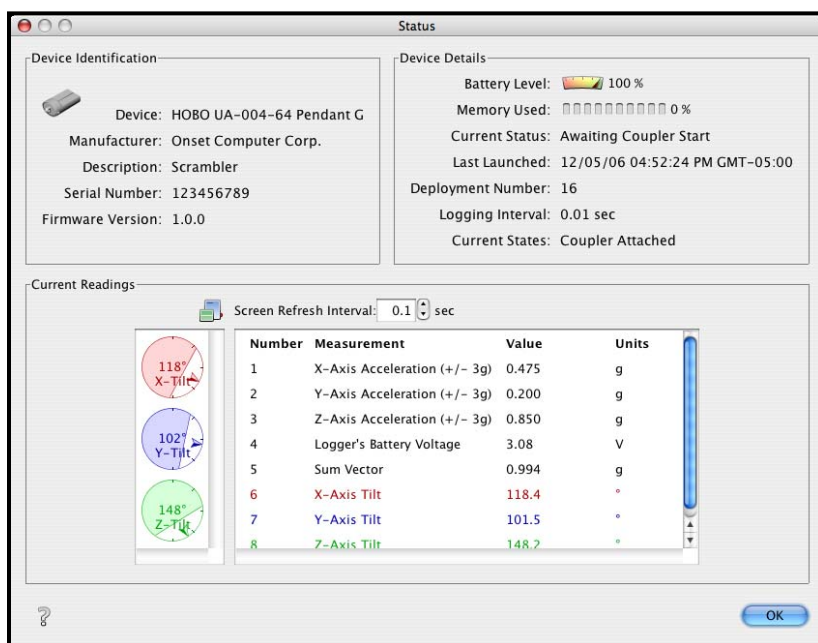 Status
Device Identification
Device: HOBO UA-004-64 Pendant G
Manufacturer: Onset Computer Corp.
Description: Scrambler
Serial Number: 123456789
Firmware Version: 1.0.0
Device Details
Battery Level: 100 %
Memory Used: 0 %
Current Status: Awaiting Coupler Start
Last Launched: 12/05/06 04:52:24 PM GMT-05:00
Deployment Number: 16
Logging Interval: 0.01 sec
Current States: Coupler Attached
Current Readings
Screen Refresh Interval: 0.1 sec
118°
X-Tilt
102°
Y-Tilt
148°
Z-Tilt
Number Measurement Value Units
1 X-Axis Acceleration (+/- 3g) 0.475 g
2 Y-Axis Acceleration (+/- 3g) 0.200 g
3 Z-Axis Acceleration (+/- 3g) 0.850 g
4 Logger's Battery Voltage 3.08 V
5 Sum Vector 0.994 g
6 X-Axis Tilt 118.4 °
7 Y-Axis Tilt 101.5 °
8 Z-Axis Tilt 148.2 °
?
OK